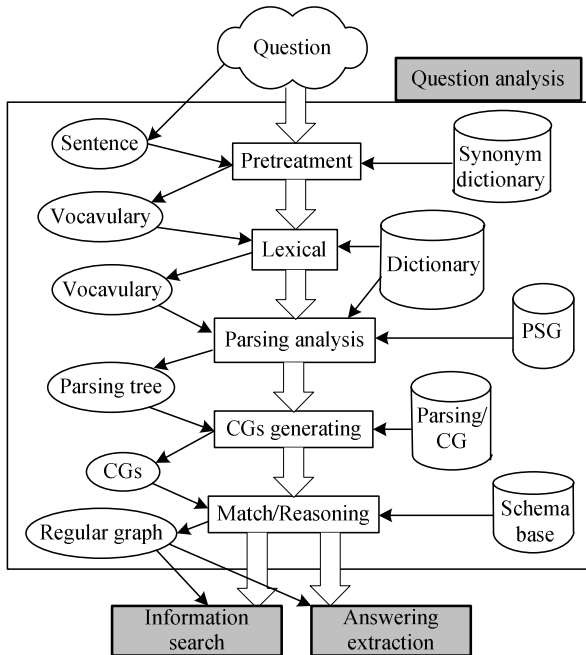 Question
Question analysis
Sentence
Pretreatment
Synonym
dictionary
Vocavulary
Lexical
Dictionary
Vocavulary
Parsing analysis
PSG
Parsing tree
CGs generating
Parsing/
CG
CGs
Match/Reasoning
Schema
base
Regular graph
Information
search
Answering
extraction